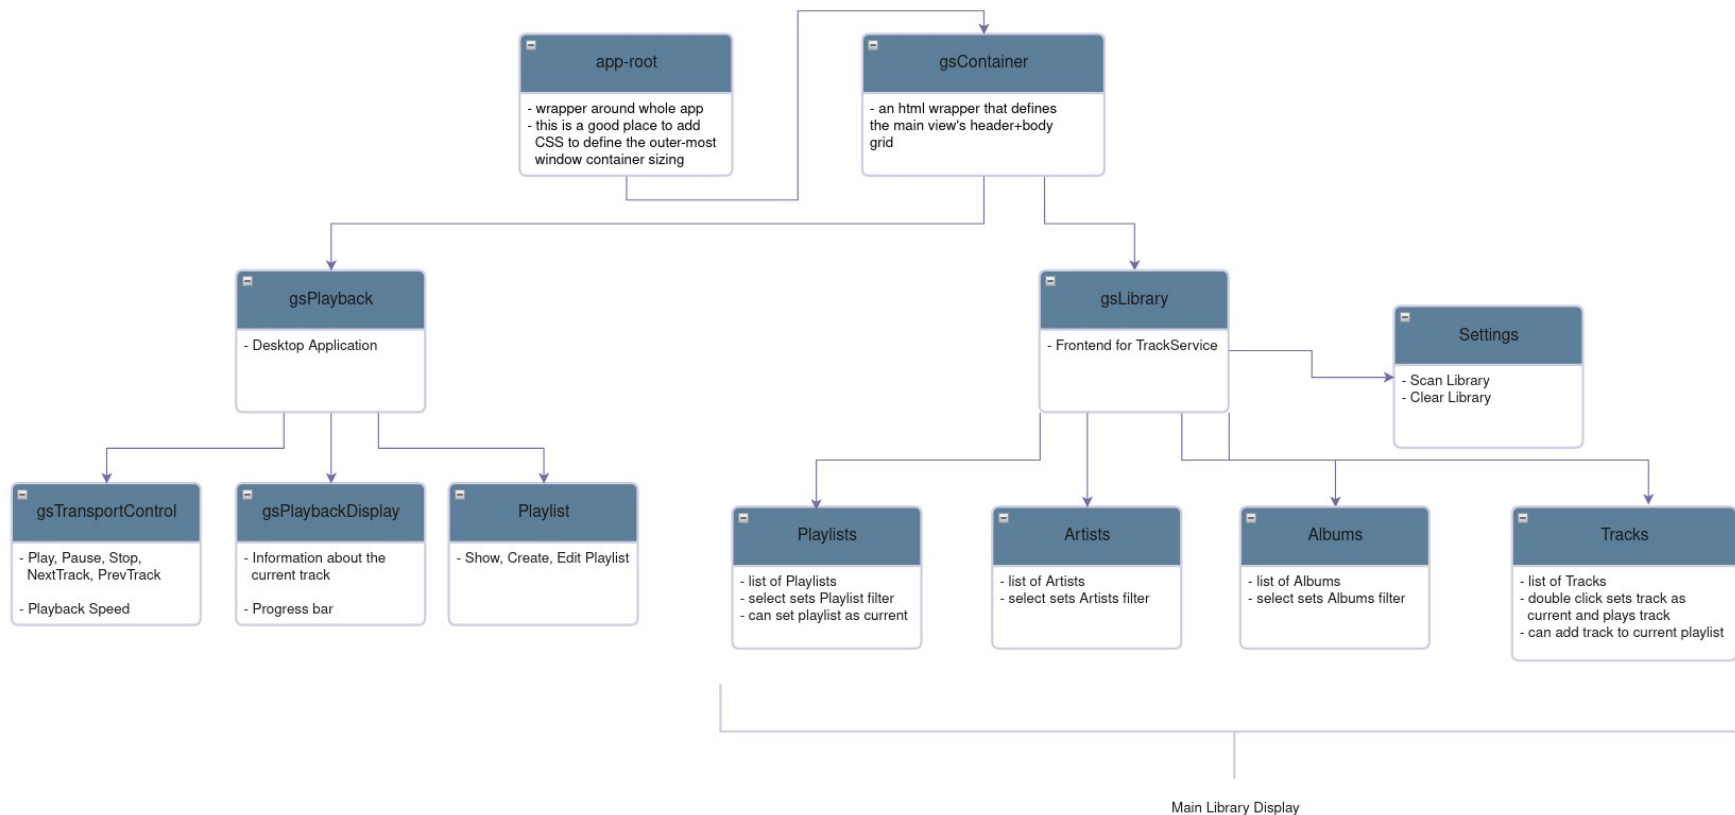 app-root
- wrapper around whole app
- this is a good place to add
CSS to define the outer-most
window container sizing
gsContainer
- an html wrapper that defines
the main view's header+body
grid
gsPlayback
- Desktop Application
gsLibrary
- Frontend for TrackService
Settings
- Scan Library
- Clear Library
gsTransportControl
- Play, Pause, Stop,
NextTrack, PrevTrack
- Playback Speed
gsPlaybackDisplay
- Information about the
current track
- Progress bar
Playlist
- Show, Create, Edit Playlist
Playlists
- list of Playlists
- select sets Playlist filter
- can set playlist as current
Artists
- list of Artists
- select sets Artists filter
Albums
- list of Albums
- select sets Albums filter
Tracks
- list of Tracks
- double click sets track as
current and plays track
- can add track to current playlist
Main Library Display